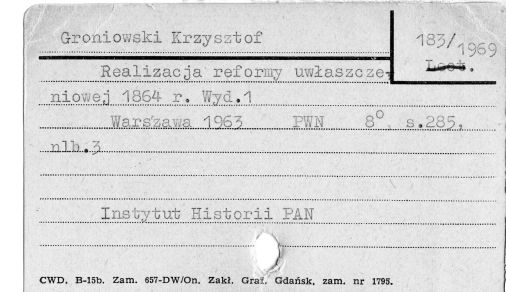 Groniowski Krzysztof
183/1969
Lest.
Realizacja reformy uwłaszcze-
niowej 1864 r. Wyd.1
Warszawa 1963 PWN 8°, s.285,
nlb.3
Instytut Historii PAN
CWD. B-15b. Zam. 657-DW/On. Zakł. Graf. Gdańsk, zam. nr 1795.